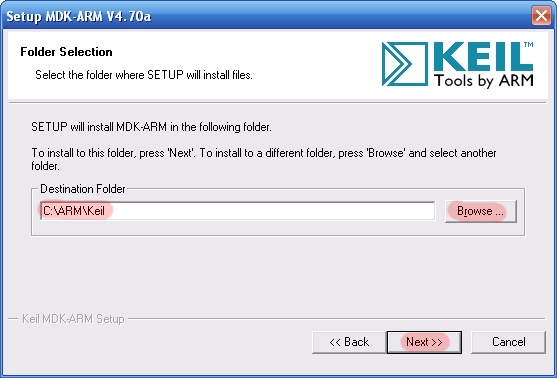 Setup MDK-ARM V4.70a
Folder Selection
Select the folder where SETUP will install files.
KEIL™
Tools by ARM
SETUP will install MDK-ARM in the following folder.
To install to this folder, press 'Next'. To install to a different folder, press 'Browse' and select another
folder.
Destination Folder
C:\ARM\Keil
Browse ...
Keil MDK-ARM Setup
<< Back
Next >>
Cancel